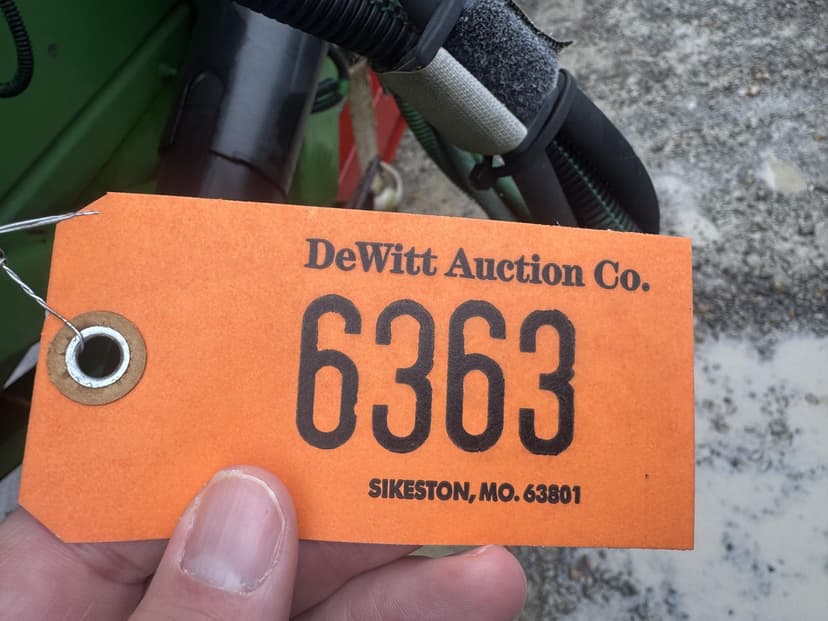 DeWitt Auction Co.
6363
SIKESTON, MO. 63801